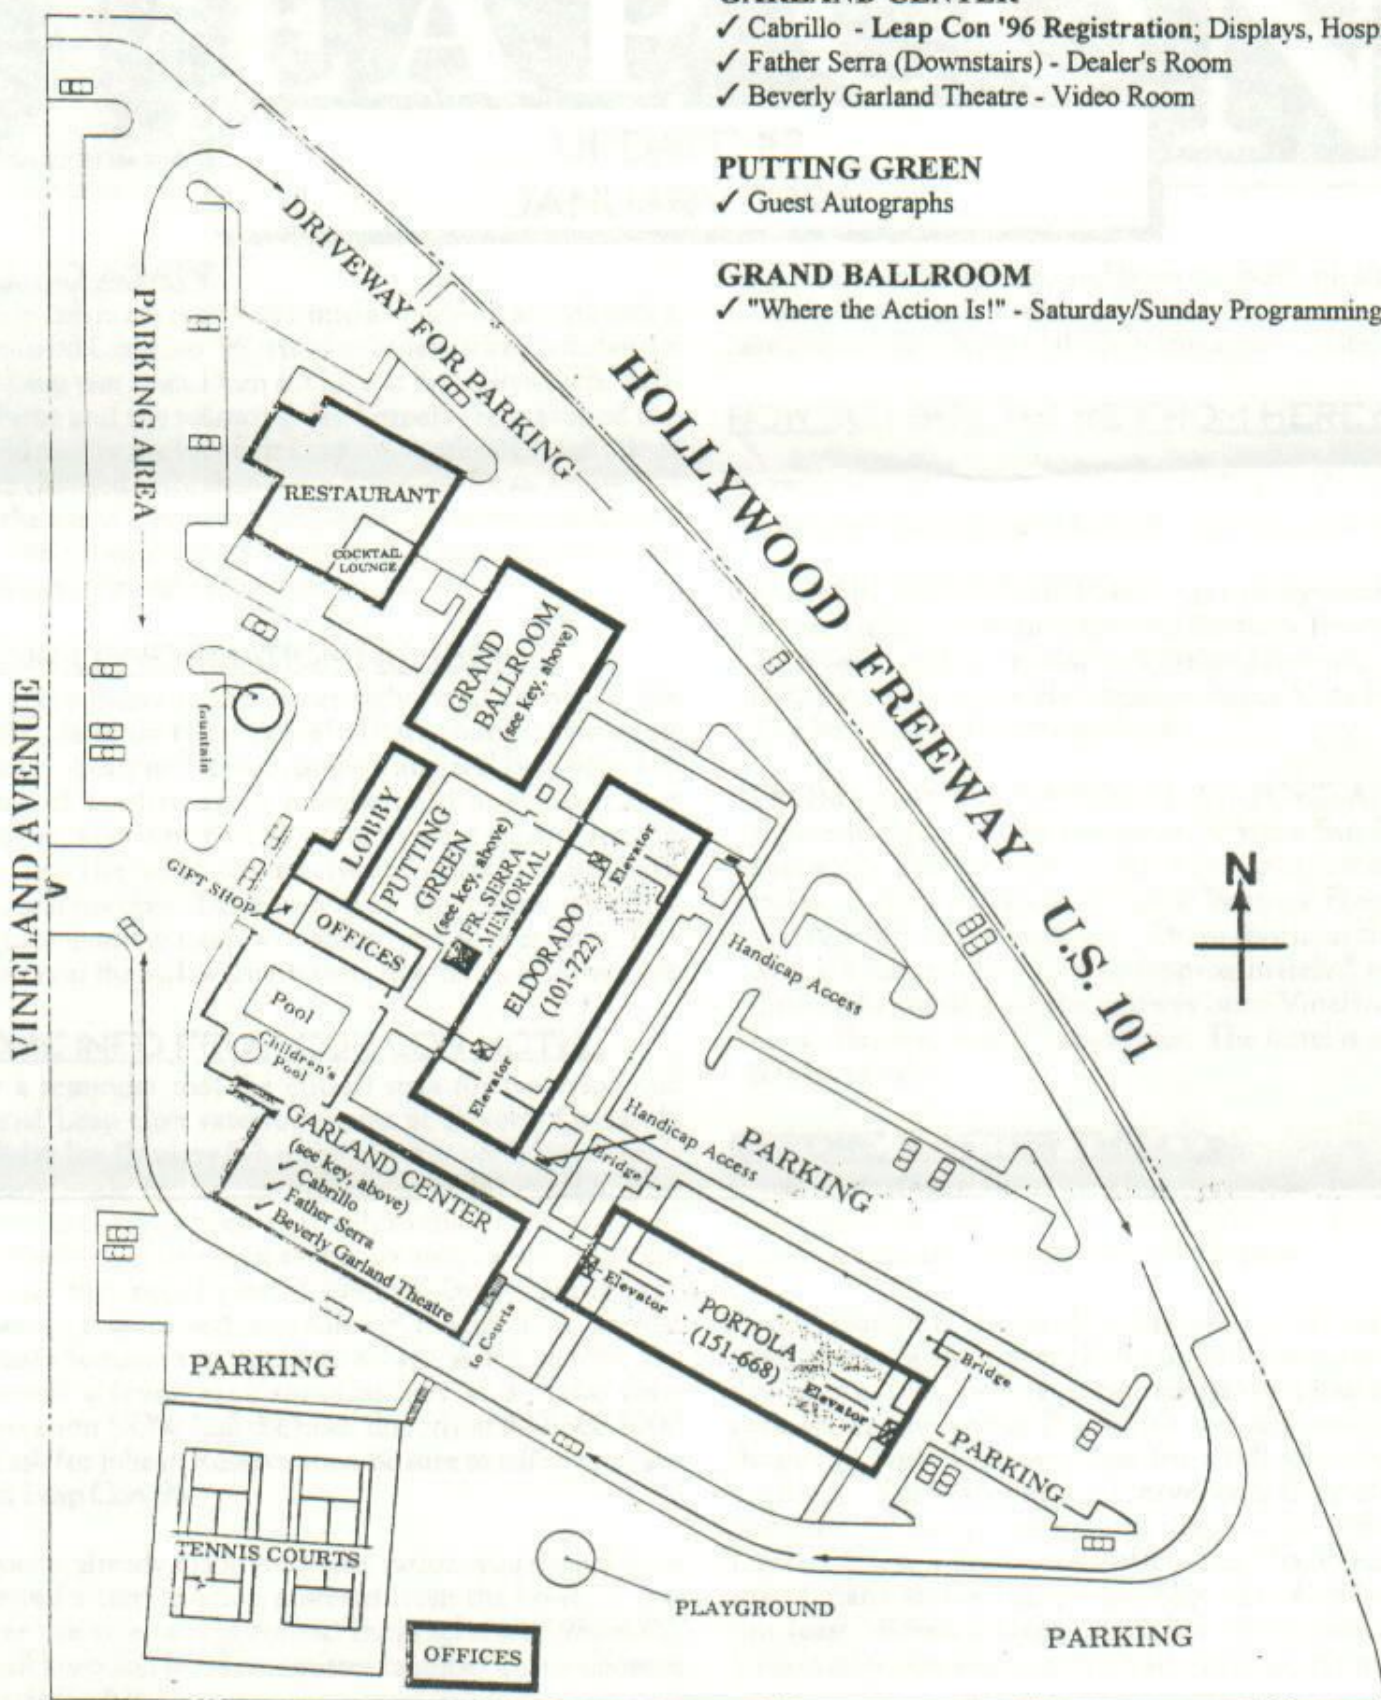 GARLAND CENTER
✓ Cabrillo - Leap Con '96 Registration; Displays, Hosp
✓ Father Serra (Downstairs) - Dealer's Room
✓ Beverly Garland Theatre - Video Room
PUTTING GREEN
✓ Guest Autographs
GRAND BALLROOM
✓ "Where the Action Is!" - Saturday/Sunday Programming
DRIVEWAY FOR PARKING
PARKING AREA
HOLLYWOOD FREEWAY U.S. 101
RESTAURANT
COCKTAIL
LOUNGE
GRAND
BALLROOM
(see key, above)
VINELAND AVENUE
fountain
LOBBY
PUTTING
GREEN
(see key, above)
FR. SERRA
MEMORIAL
GIFT SHOP
OFFICES
Elevator
ELDORADO
(101-722)
Elevator
Handicap Access
N
Pool
Children's
Pool
Handicap Access
Bridge
PARKING
GARLAND CENTER
(see key, above)
✓ Cabrillo
✓ Father Serra
✓ Beverly Garland Theatre
to Courts
Elevator
PORTOLA
(151-668)
Elevator
Bridge
PARKING
PARKING
TENNIS COURTS
PLAYGROUND
OFFICES
PARKING